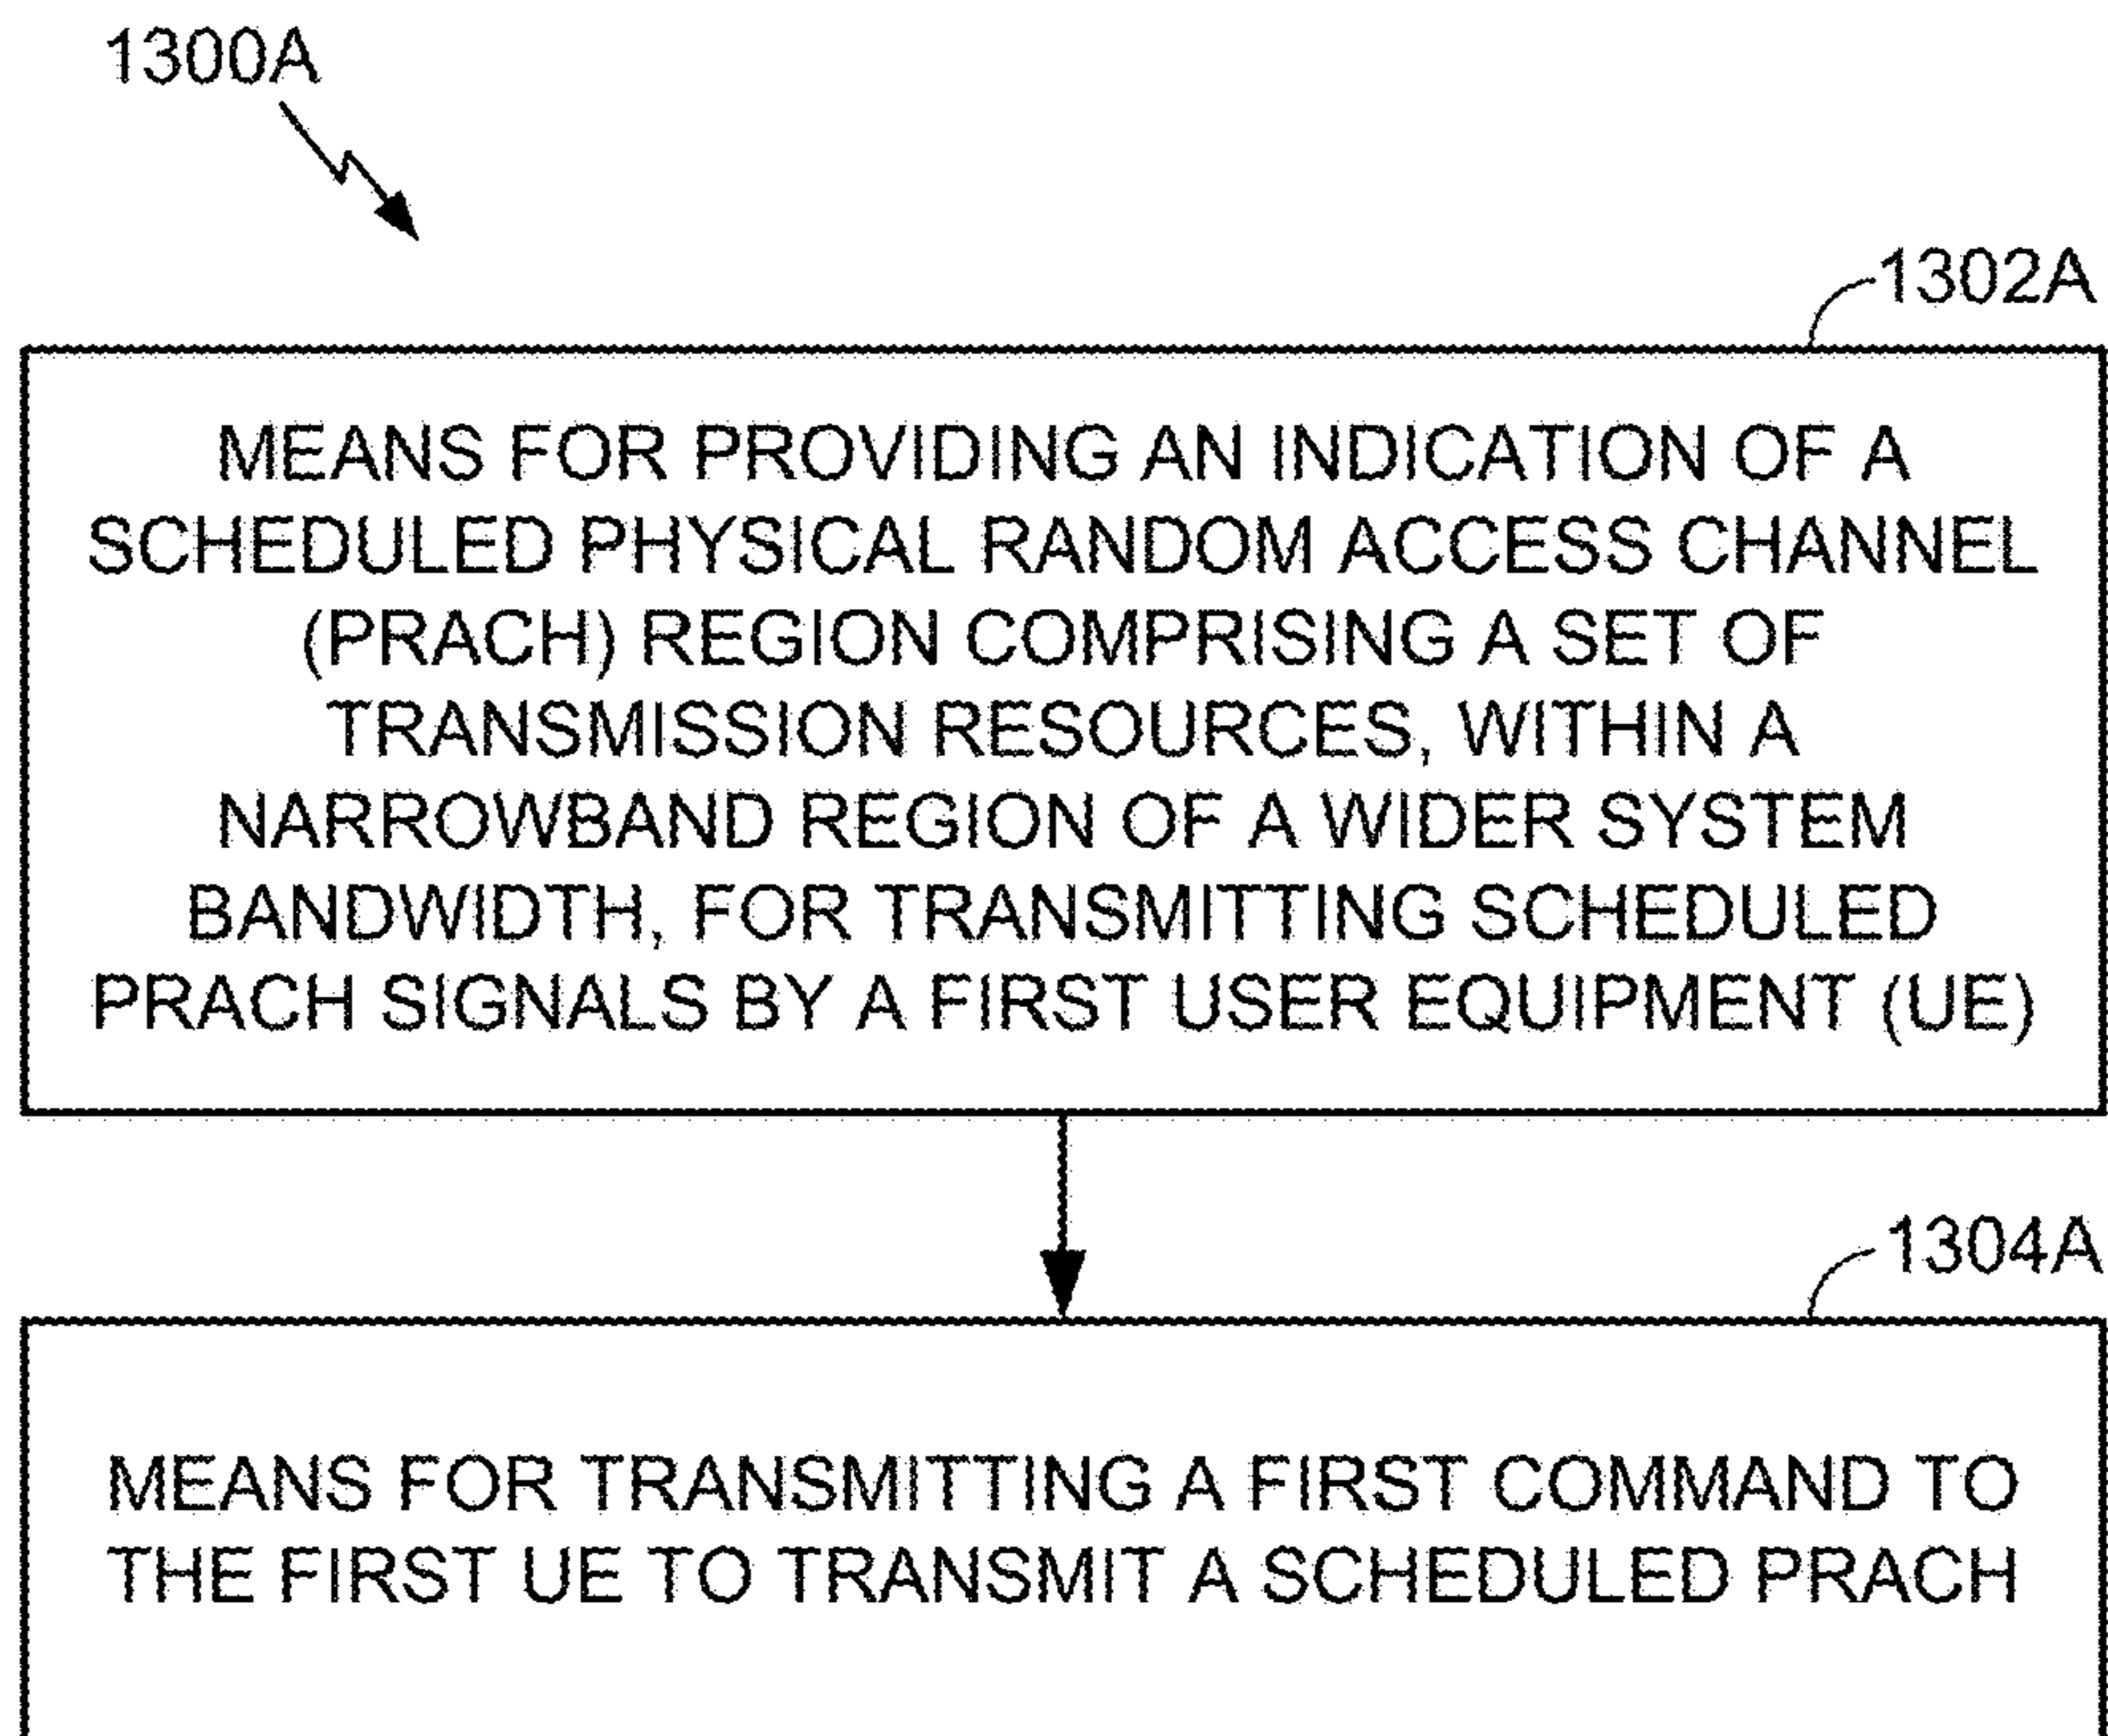 1300A
1302A
MEANS FOR PROVIDING AN INDICATION OF A
SCHEDULED PHYSICAL RANDOM ACCESS CHANNEL
(PRACH) REGION COMPRISING A SET OF
TRANSMISSION RESOURCES, WITHIN A
NARROWBAND REGION OF A WIDER SYSTEM
BANDWIDTH, FOR TRANSMITTING SCHEDULED
PRACH SIGNALS BY A FIRST USER EQUIPMENT (UE)
1304A
MEANS FOR TRANSMITTING A FIRST COMMAND TO
THE FIRST UE TO TRANSMIT A SCHEDULED PRACH